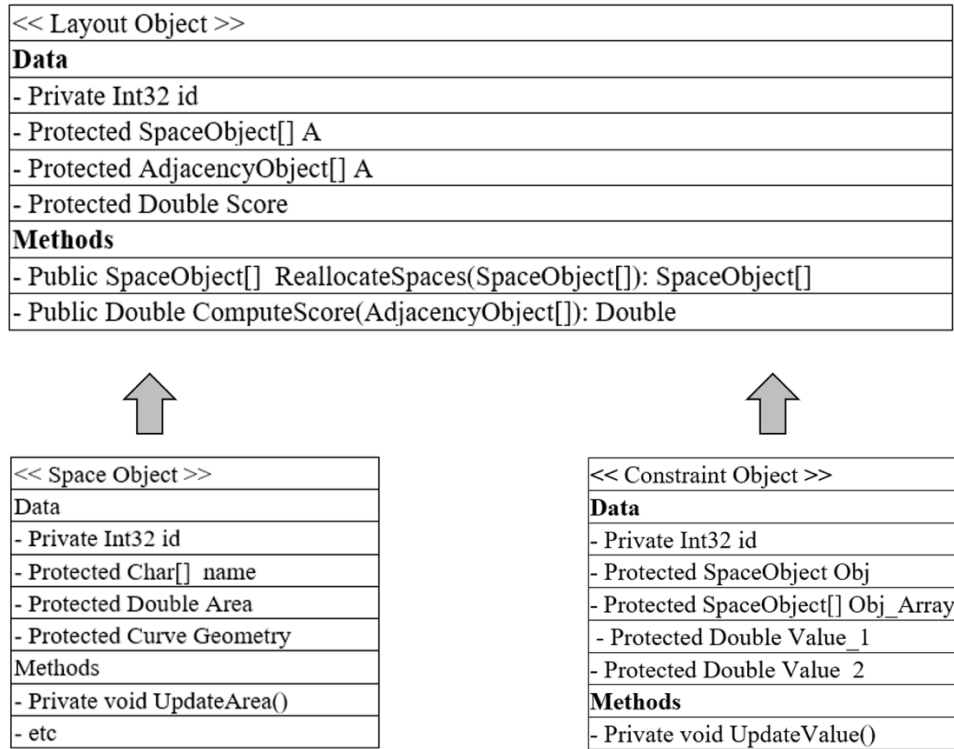 << Layout Object >>
Data
- Private Int32 id
- Protected SpaceObject[] A
- Protected AdjacencyObject[] A
- Protected Double Score
Methods
- Public SpaceObject[]  ReallocateSpaces(SpaceObject[]): SpaceObject[]
- Public Double ComputeScore(AdjacencyObject[]): Double
<< Space Object >>
Data
- Private Int32 id
- Protected Char[]  name
- Protected Double Area
- Protected Curve Geometry
Methods
- Private void UpdateArea()
- etc
<< Constraint Object >>
Data
- Private Int32 id
- Protected SpaceObject Obj
- Protected SpaceObject[] Obj_Array
- Protected Double Value_1
- Protected Double Value_2
Methods
- Private void UpdateValue()